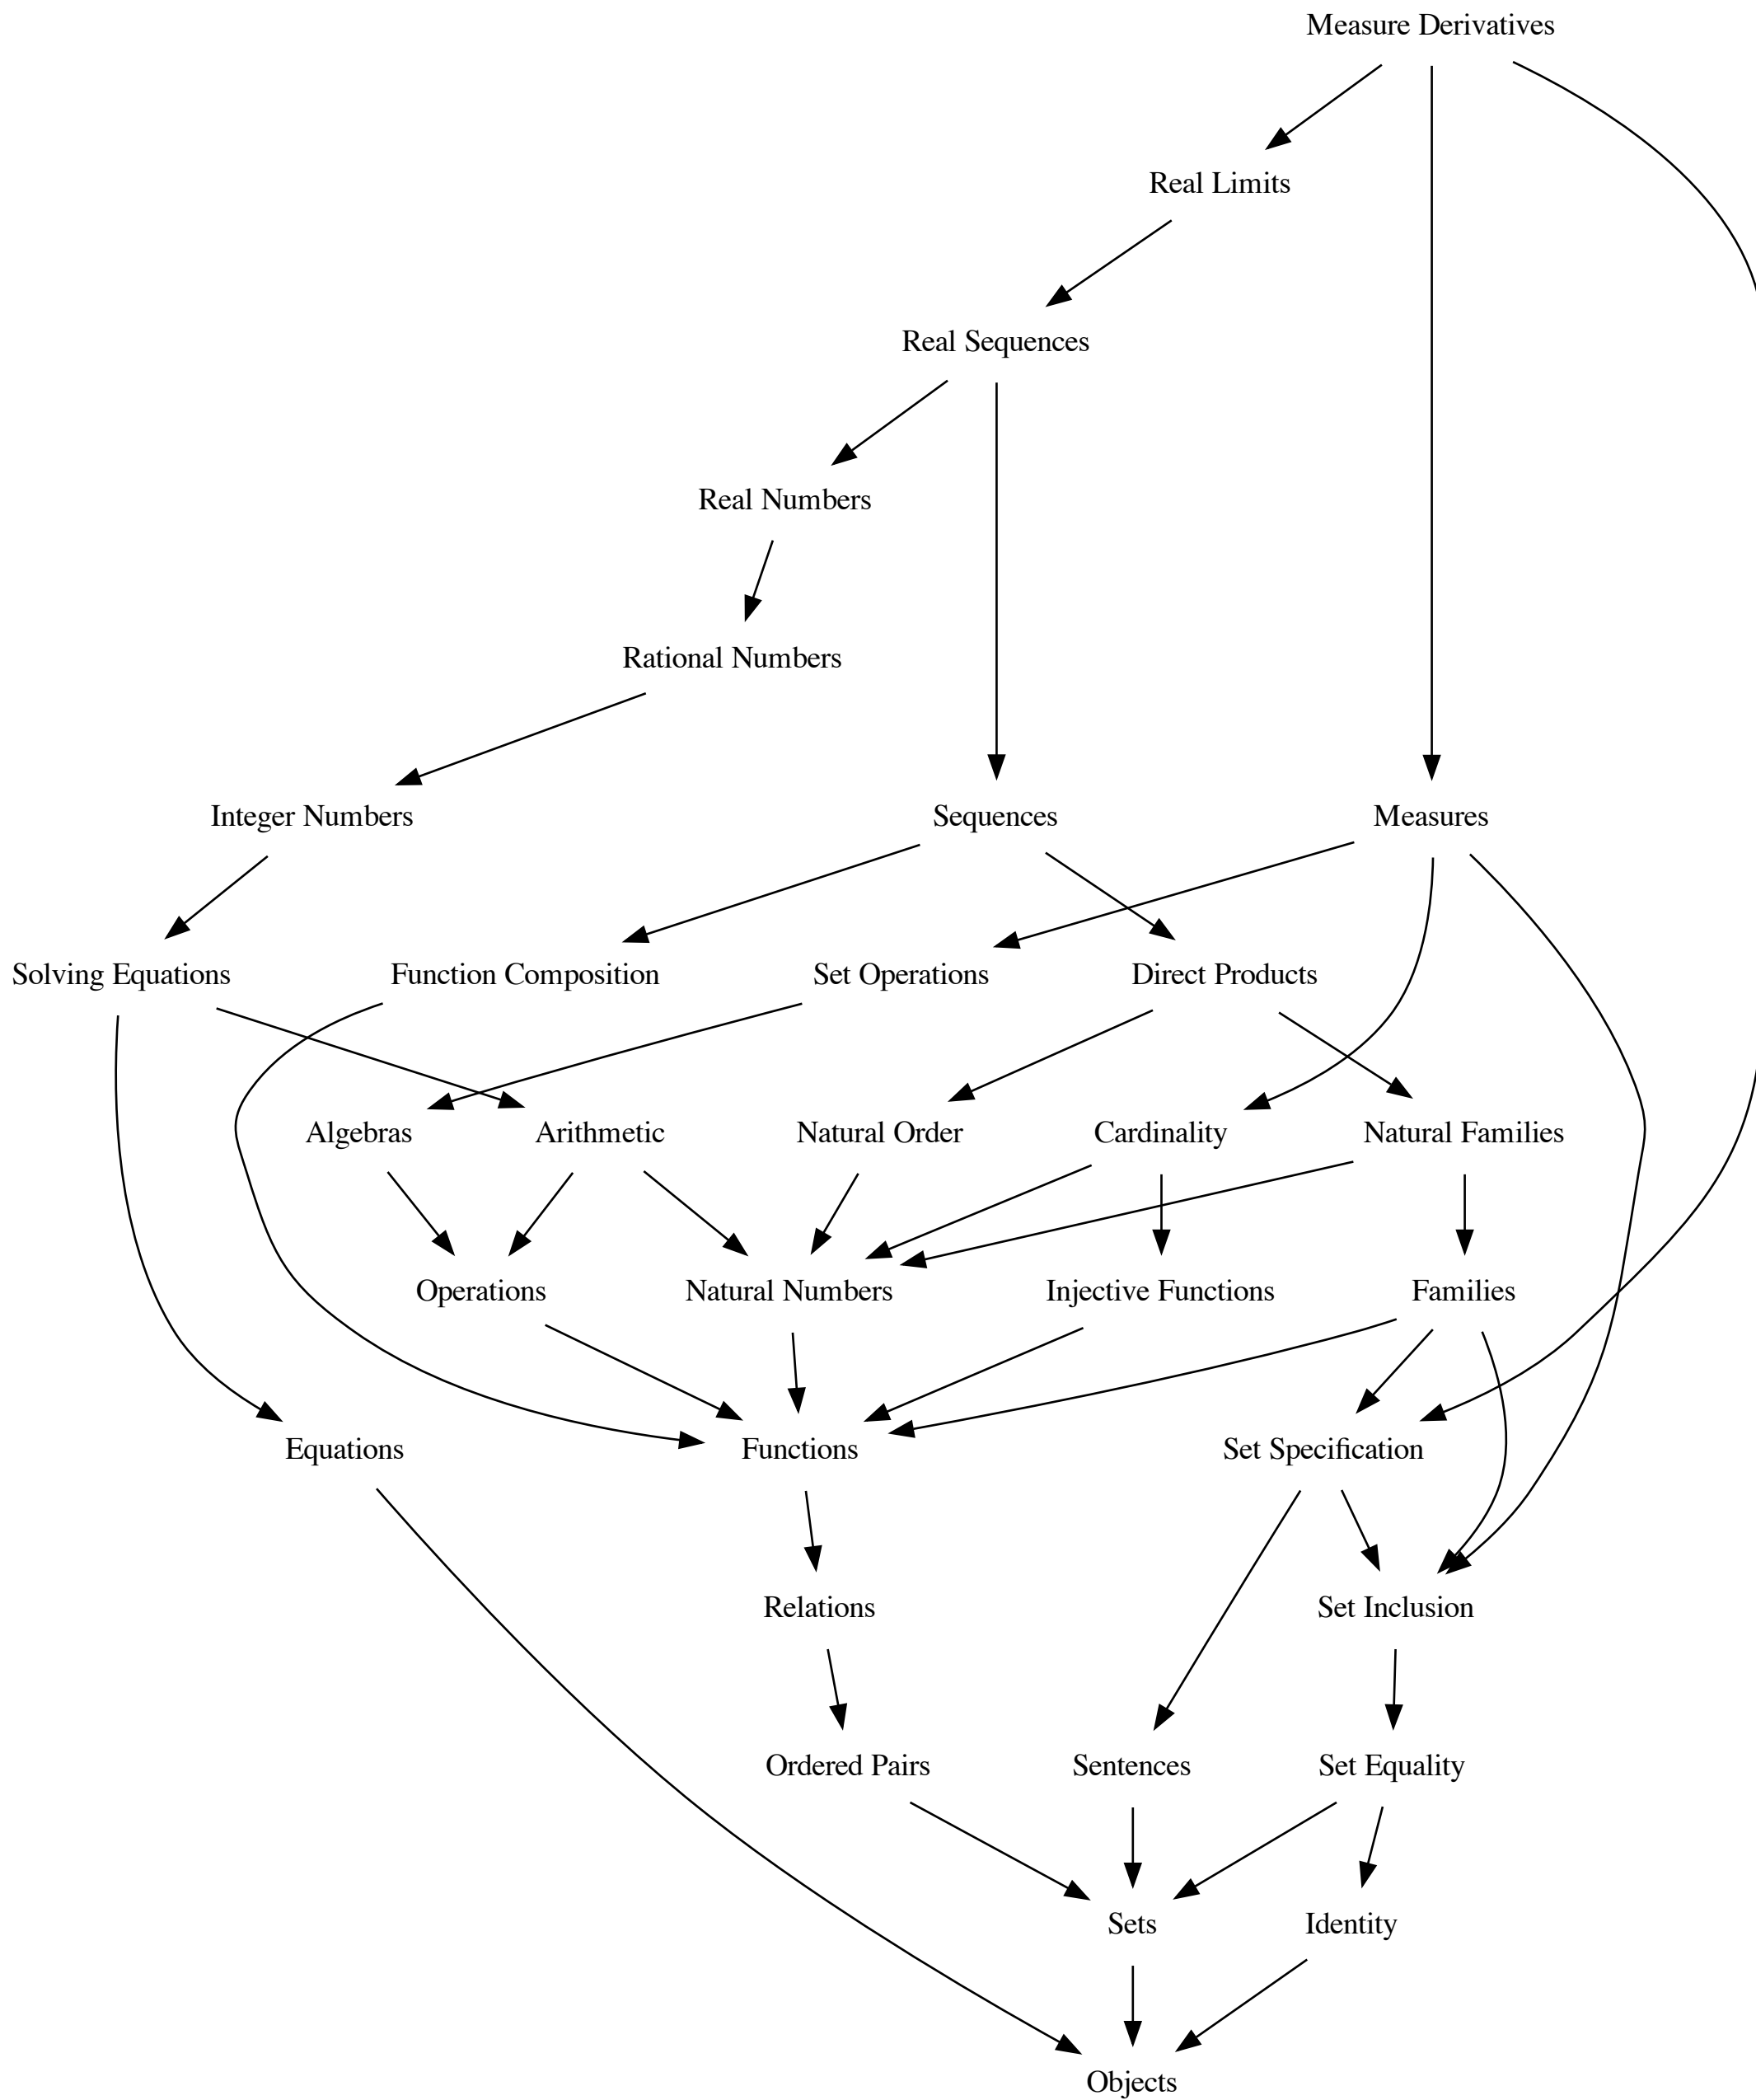 Measure Derivatives
Real Limits
Real Sequences
Real Numbers
Rational Numbers
Integer Numbers
Sequences
Measures
Solving Equations
Function Composition
Set Operations
Direct Products
Algebras
Arithmetic
Natural Order
Cardinality
Natural Families
Operations
Natural Numbers
Injective Functions
Families
Equations
Functions
Set Specification
Relations
Set Inclusion
Ordered Pairs
Sentences
Set Equality
Sets
Identity
Objects